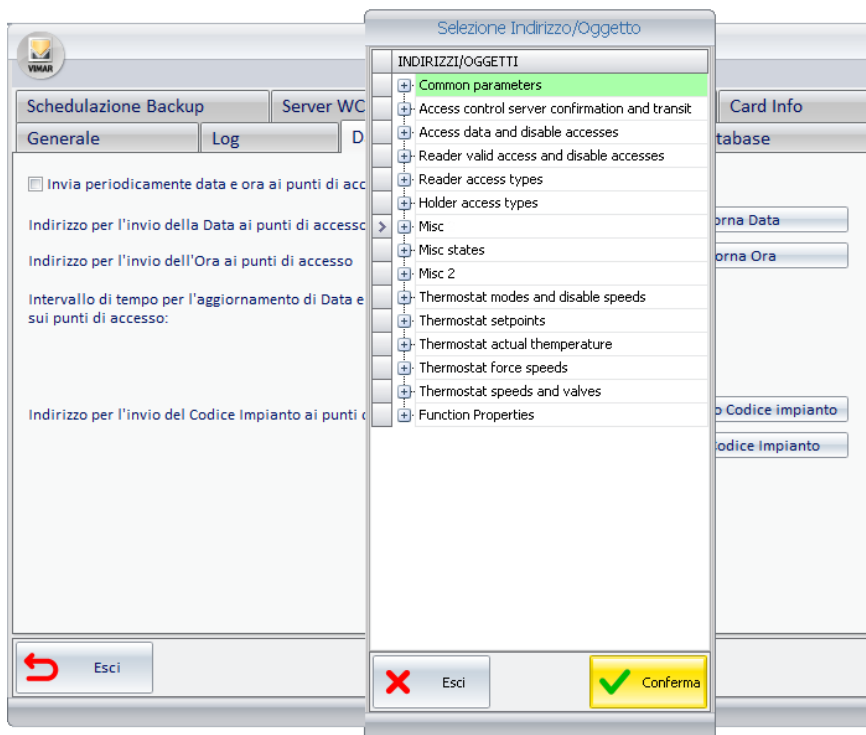 Selezione Indirizzo/Oggetto
VIMAR
INDIRIZZI/OGGETTI
Common parameters
Access control server confirmation and transit
Access data and disable accesses
Reader valid access and disable accesses
Reader access types
Holder access types
Misc
Misc states
Misc 2
Thermostat modes and disable speeds
Thermostat setpoints
Thermostat actual themperature
Thermostat force speeds
Thermostat speeds and valves
Function Properties
Esci
Conferma
Schedulazione Backup
Server WC
Card Info
Generale
Log
D
tabase
Invia periodicamente data e ora ai punti di acc
Indirizzo per l'invio della Data ai punti di accesso
orna Data
Indirizzo per l'invio dell'Ora ai punti di accesso
orna Ora
Intervallo di tempo per l'aggiornamento di Data e
sui punti di accesso:
Indirizzo per l'invio del Codice Impianto ai punti
o Codice impianto
Codice Impianto
Esci